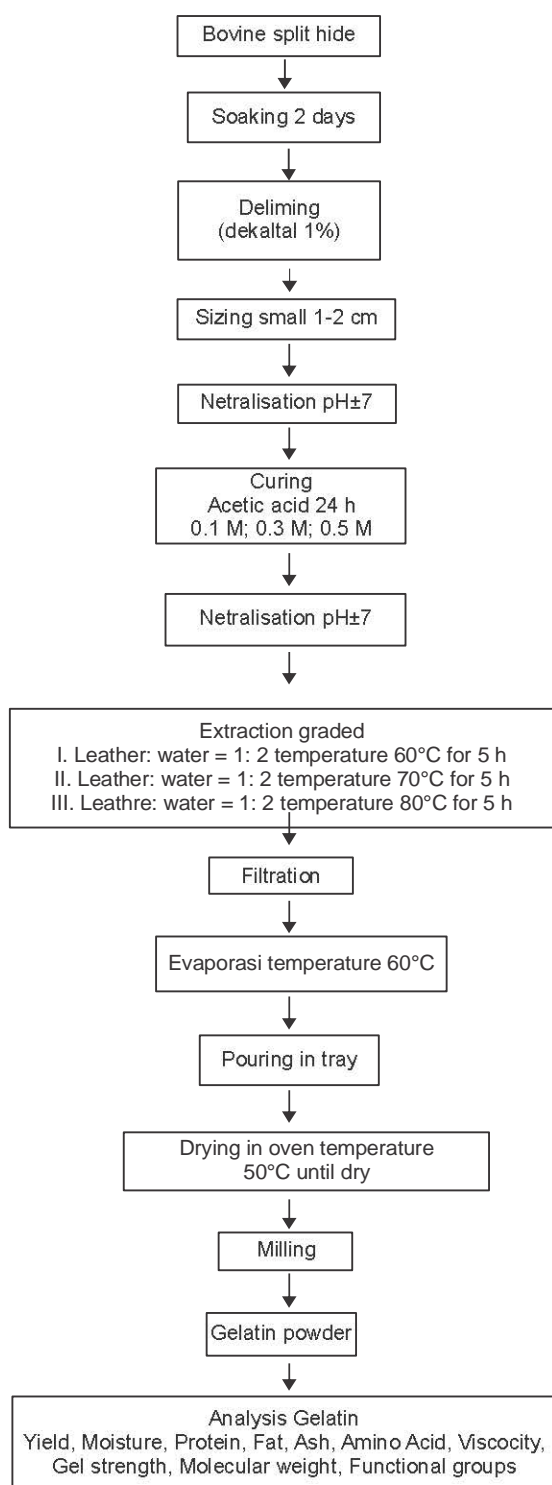 Bovine split hide
Soaking 2 days
Deliming
(dekaltal 1%)
Sizing small 1-2 cm
Netralisation pH±7
Curing
Acetic acid 24 h
0.1 M; 0.3 M; 0.5 M
Netralisation pH±7
Extraction graded
I. Leather: water = 1: 2 temperature 60°C for 5 h
II. Leather: water = 1: 2 temperature 70°C for 5 h
III. Leathre: water = 1: 2 temperature 80°C for 5 h
Filtration
Evaporasi temperature 60°C
Pouring in tray
Drying in oven temperature
50°C until dry
Milling
Gelatin powder
Analysis Gelatin
Yield, Moisture, Protein, Fat, Ash, Amino Acid, Viscocity,
Gel strength, Molecular weight, Functional groups